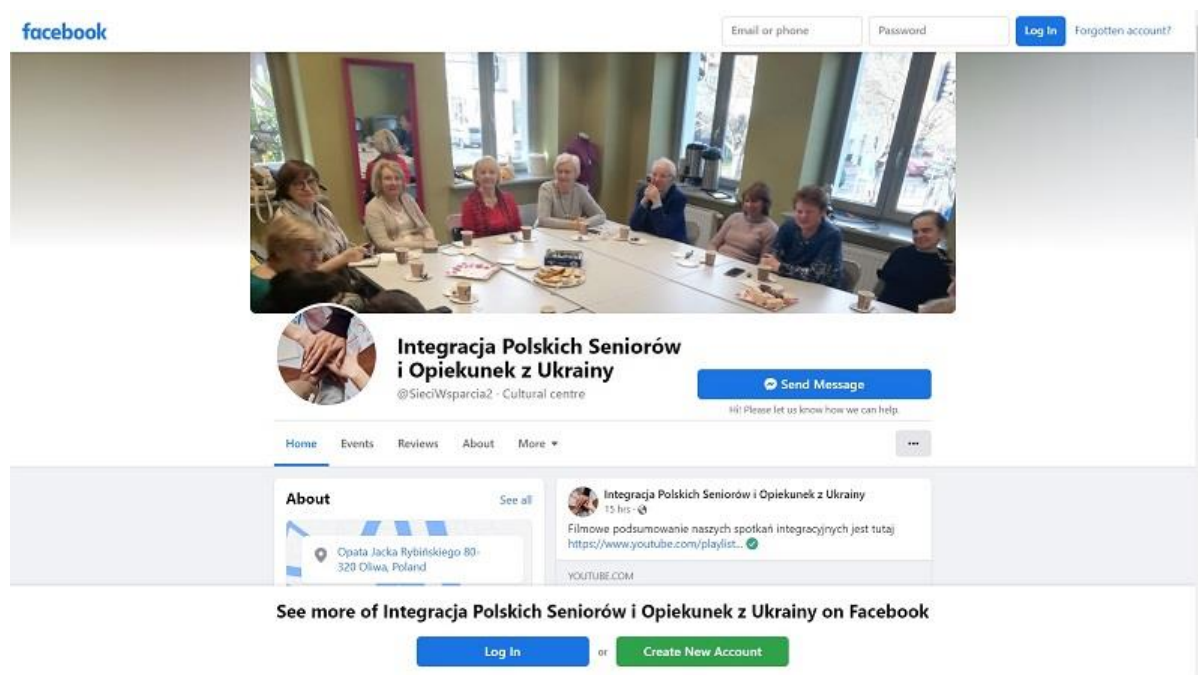 facebook
Email or phone
Password
Log In
Forgotten account?
Integracja Polskich Seniorów
i Opiekunek z Ukrainy
@SieciWsparcia2 · Cultural centre
Send Message
Hi! Please let us know how we can help.
Home
Events
Reviews
About
More
About
See all
Opata Jacka Rybińskiego 80-
320 Oliwa, Poland
Integracja Polskich Seniorów i Opiekunek z Ukrainy
15 hrs ·
Filmowe podsumowanie naszych spotkań integracyjnych jest tutaj
https://www.youtube.com/playlist...
YOUTUBE.COM
See more of Integracja Polskich Seniorów i Opiekunek z Ukrainy on Facebook
Log In
or
Create New Account